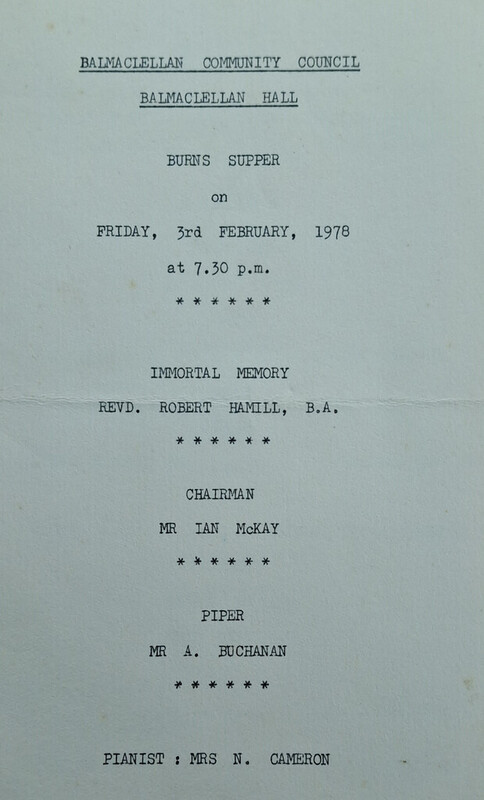 BALMACLELLAN COMMUNITY COUNCIL
BALMACLELLAN HALL
BURNS SUPPER
on
FRIDAY, 3rd FEBRUARY, 1978
at 7.30 p.m.
* * * * * *
IMMORTAL MEMORY
REVD. ROBERT HAMILL, B.A.
* * * * * *
CHAIRMAN
MR IAN McKAY
* * * * * *
PIPER
MR A. BUCHANAN
* * * * * *
PIANIST : MRS N. CAMERON